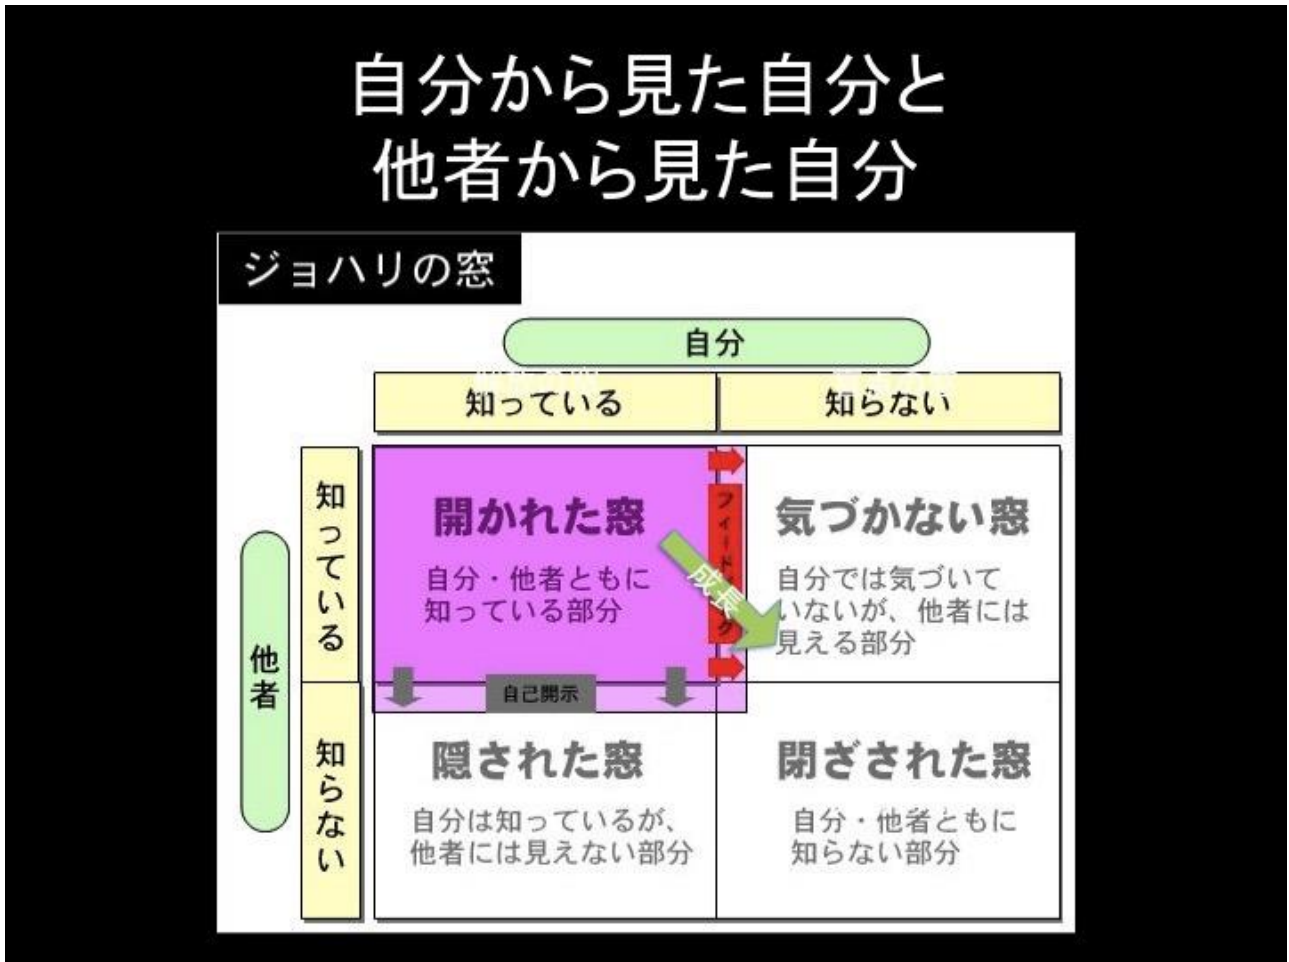 自分から見た自分と
他者から見た自分
ジョハリの窓
自分
知っている
知らない
他者
知っている
知らない
開かれた窓
自分・他者ともに
知っている部分
フィード
グ
成長
気づかない窓
自分では気づいて
いないが、他者には
見える部分
自己開示
隠された窓
自分は知っているが、
他者には見えない部分
閉ざされた窓
自分・他者ともに
知らない部分